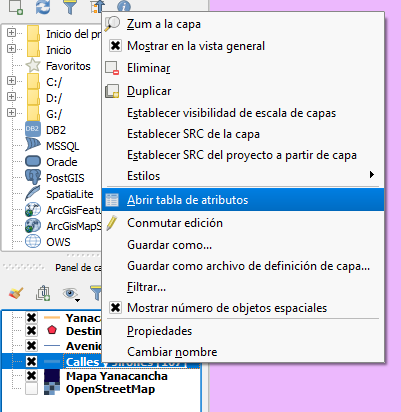 Inicio del pr
Inicio
Favoritos
C:/
D:/
G:/
DB2
DB2
MSSQL
Oracle
PostGIS
SpatiaLite
ArcGisFeatu
ArcGisMapS
OWS
Zum a la capa
Mostrar en la vista general
Eliminar
Duplicar
Establecer visibilidad de escala de capas
Establecer SRC de la capa
Establecer SRC del proyecto a partir de capa
Estilos
Abrir tabla de atributos
Conmutar edición
Guardar como...
Guardar como archivo de definición de capa...
Filtrar...
Mostrar número de objetos espaciales
Propiedades
Cambiar nombre
Panel de ca
Yanac
Destin
Avenid
Calles
Mapa Yanacancha
OpenStreetMap